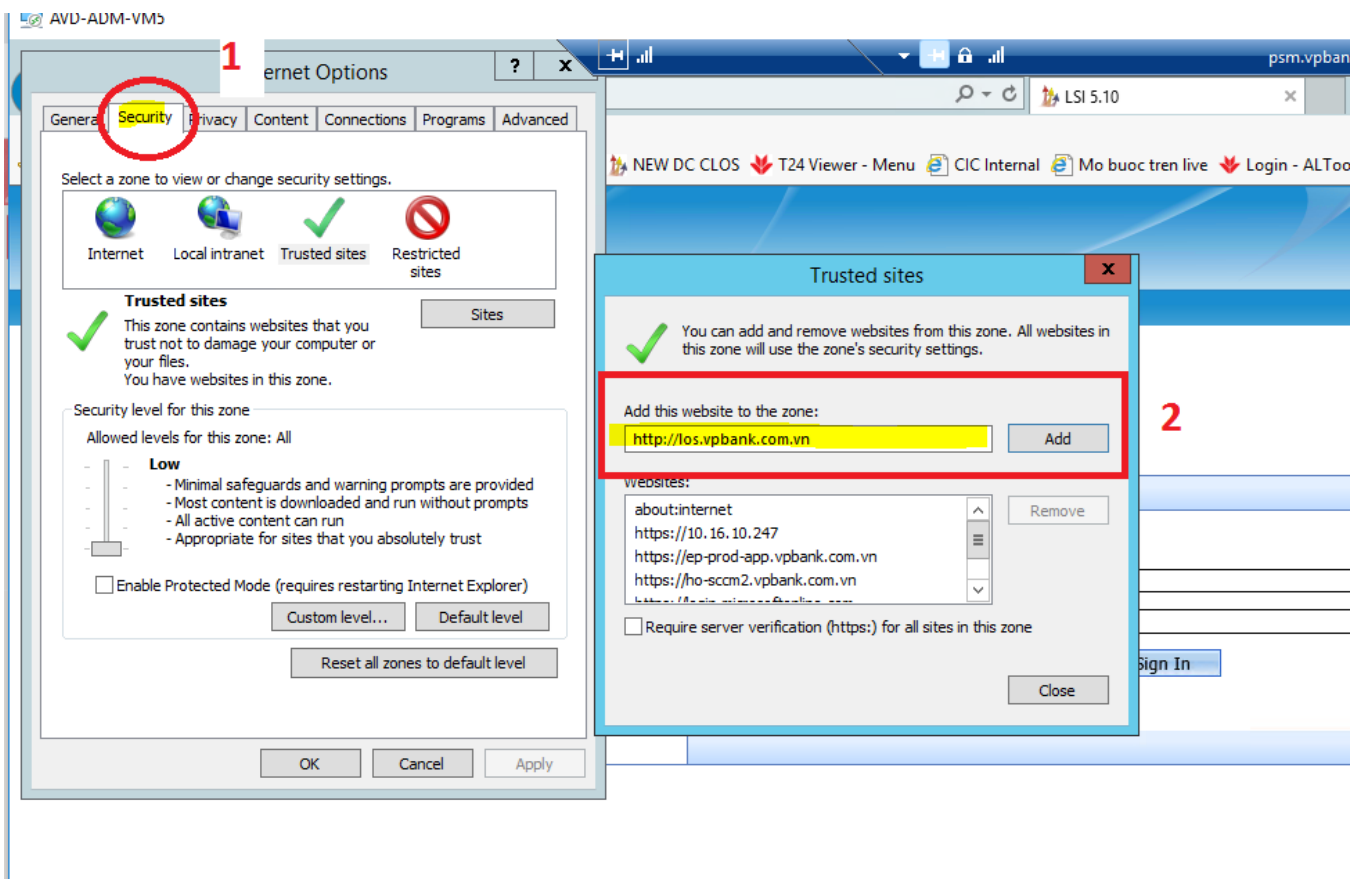 AVD-ADM-VM5
1
ernet Options
?
x
psm.vpban
LSI 5.10
General
Security
Privacy
Content
Connections
Programs
Advanced
NEW DC CLOS
T24 Viewer - Menu
CIC Internal
Mo buoc tren live
Login - ALToo
Select a zone to view or change security settings.
Internet
Local intranet
Trusted sites
Restricted
sites
Trusted sites
This zone contains websites that you
trust not to damage your computer or
your files.
You have websites in this zone.
Sites
Security level for this zone
Allowed levels for this zone: All
Low
- Minimal safeguards and warning prompts are provided
- Most content is downloaded and run without prompts
- All active content can run
- Appropriate for sites that you absolutely trust
Enable Protected Mode (requires restarting Internet Explorer)
Custom level...
Default level
Reset all zones to default level
OK
Cancel
Apply
Trusted sites
x
You can add and remove websites from this zone. All websites in
this zone will use the zone's security settings.
Add this website to the zone:
http://los.vpbank.com.vn
Add
2
Websites:
about:internet
https://10.16.10.247
https://ep-prod-app.vpbank.com.vn
https://ho-sccm2.vpbank.com.vn
Remove
Require server verification (https:) for all sites in this zone
Close
Sign In